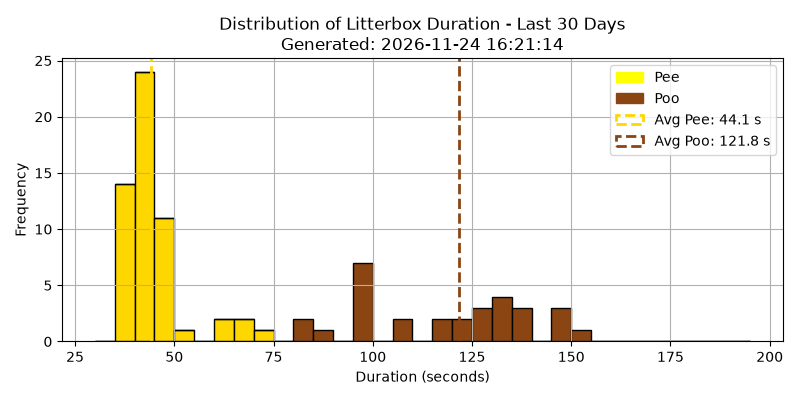 Distribution of Litterbox Duration - Last 30 Days
Generated: 2026-11-24 16:21:14
25
20
15
10
5
0
Frequency
Pee
Poo
Avg Pee: 44.1 s
Avg Poo: 121.8 s
25 50 75 100 125 150 175 200
Duration (seconds)